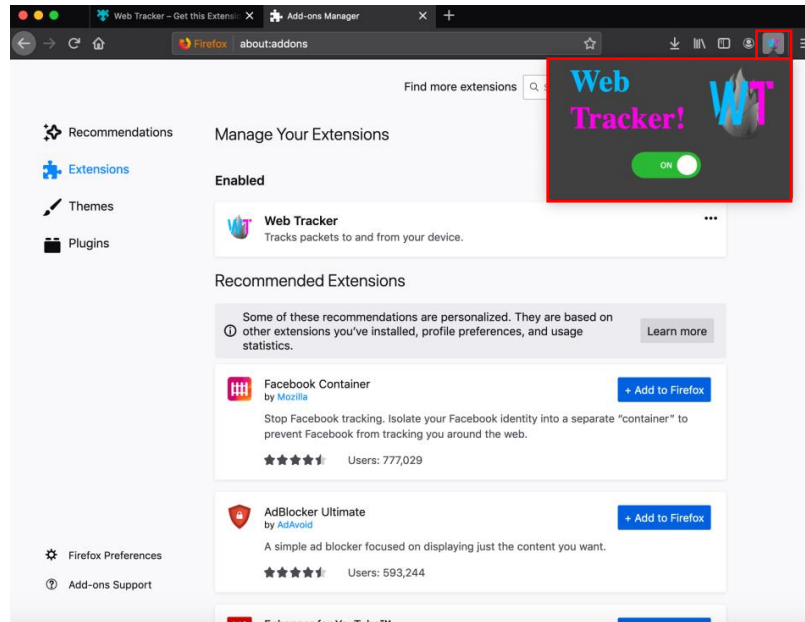 Web Tracker – Get this Extensio
Add-ons Manager
Firefox
about:addons
Find more extensions
Web
Tracker!
WT
ON
Recommendations
Extensions
Themes
Plugins
Firefox Preferences
Add-ons Support
Manage Your Extensions
Enabled
WT
Web Tracker
Tracks packets to and from your device.
Recommended Extensions
Some of these recommendations are personalized. They are based on
other extensions you've installed, profile preferences, and usage
statistics.
Learn more
Facebook Container
by Mozilla
+ Add to Firefox
Stop Facebook tracking. Isolate your Facebook identity into a separate “container” to
prevent Facebook from tracking you around the web.
Users: 777,029
AdBlocker Ultimate
by AdAvoid
+ Add to Firefox
A simple ad blocker focused on displaying just the content you want.
Users: 593,244